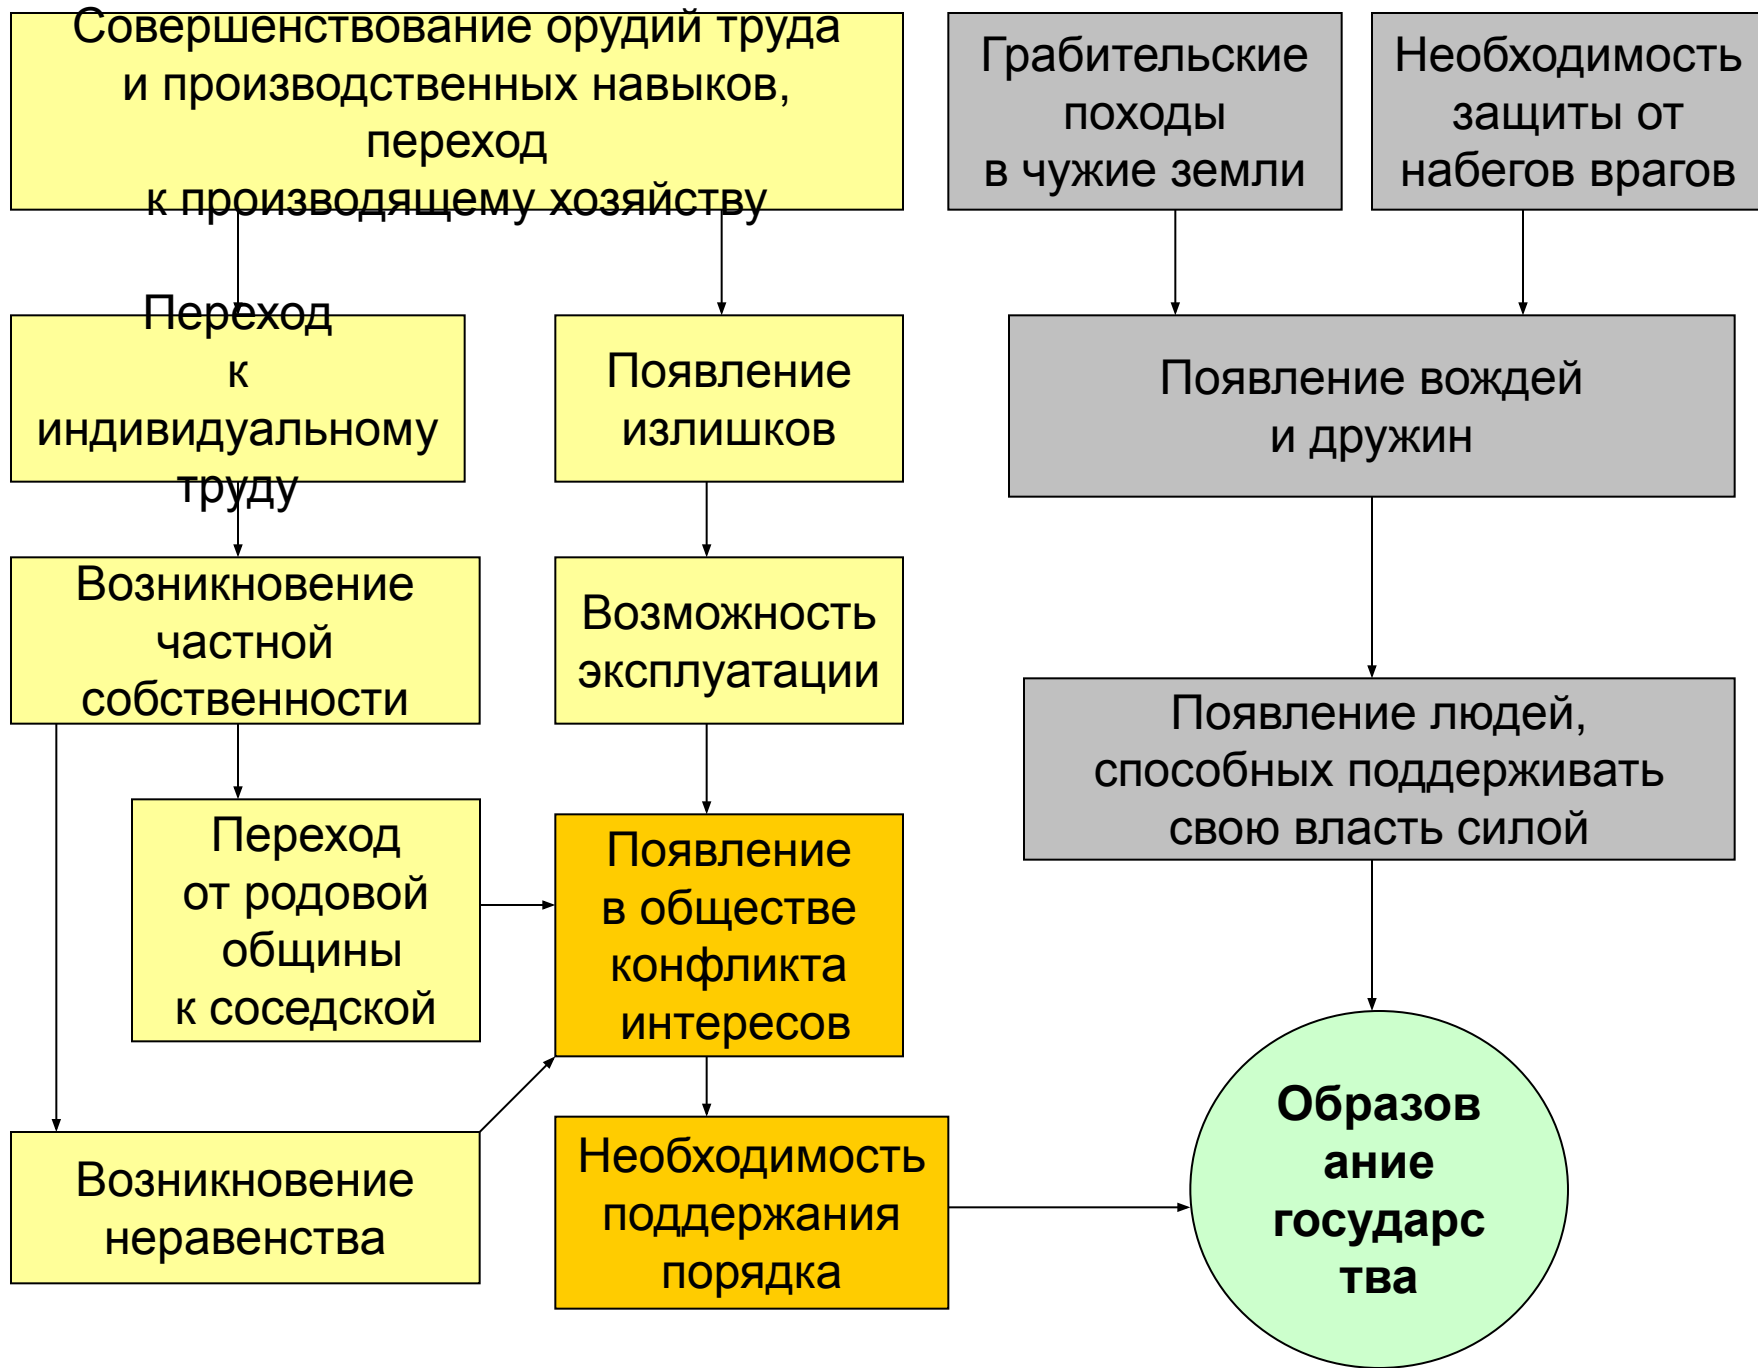 Совершенствование орудий труда
и производственных навыков,
переход
к производящему хозяйству
Грабительские
походы
в чужие земли
Необходимость
защиты от
набегов врагов
Переход
к
индивидуальному
труду
Появление
излишков
Появление вождей
и дружин
Возникновение
частной
собственности
Возможность
эксплуатации
Появление людей,
способных поддерживать
свою власть силой
Переход
от родовой
общины
к соседской
Появление
в обществе
конфликта
интересов
Возникновение
неравенства
Необходимость
поддержания
порядка
Образов
ание
государс
тва